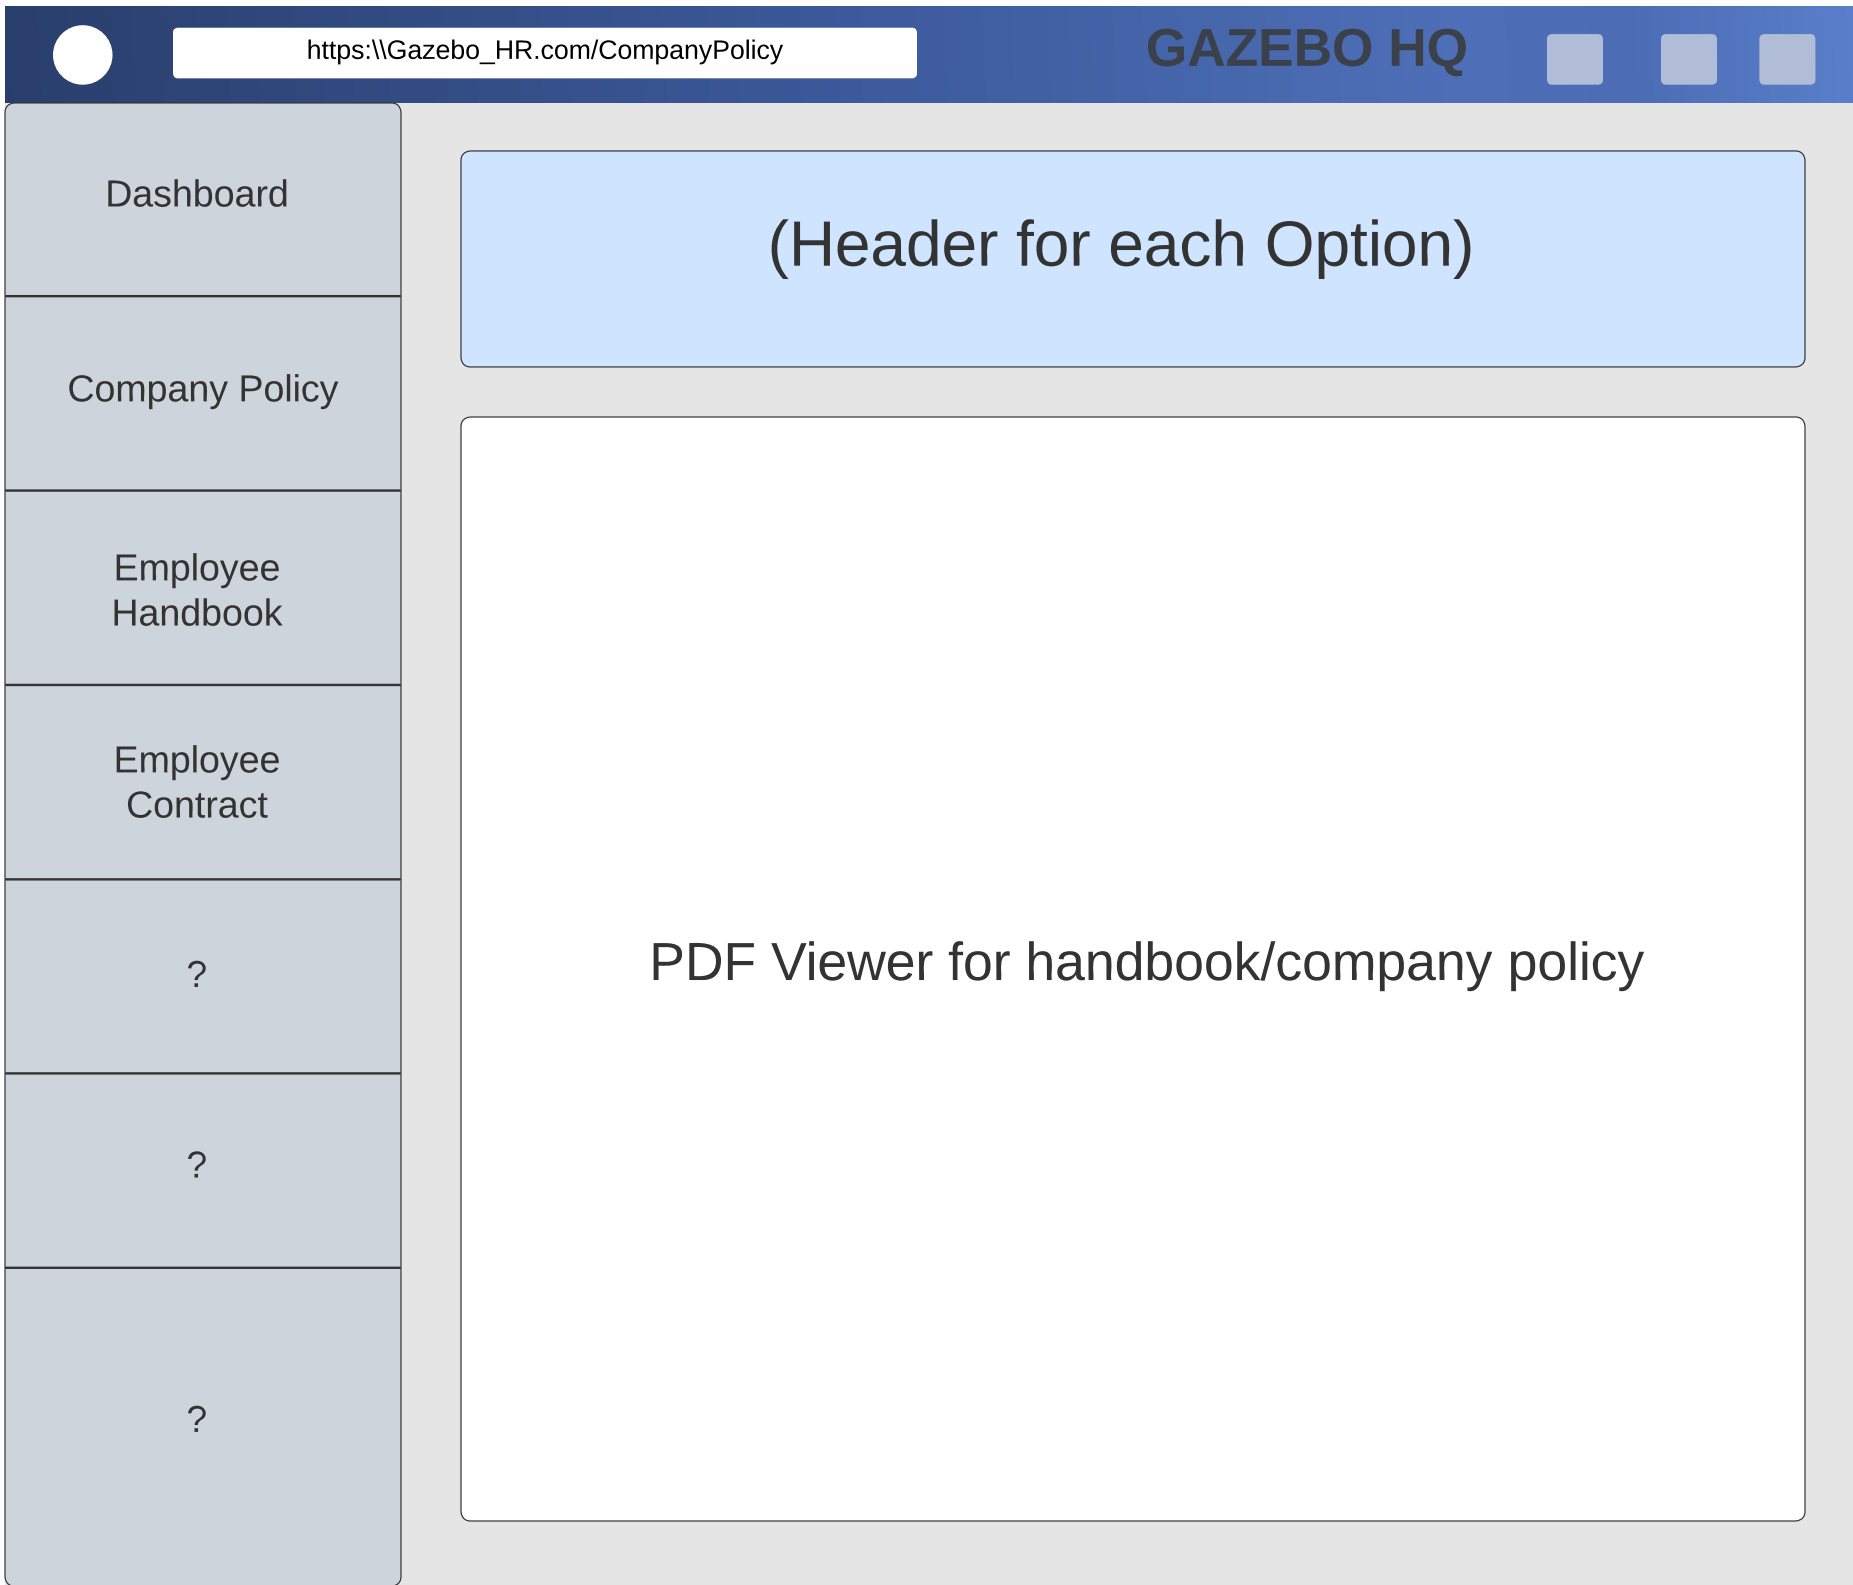 https:\\Gazebo_HR.com/CompanyPolicy
GAZEBO HQ
Dashboard
Company Policy
Employee
Handbook
Employee
Contract
?
?
?
(Header for each Option)
PDF Viewer for handbook/company policy